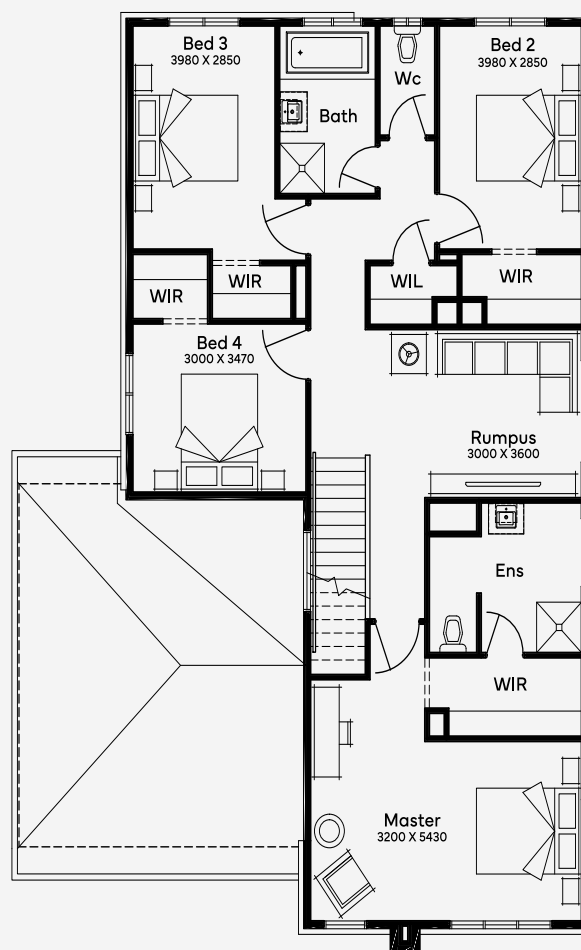 Bed 3
3980 X 2850
Bath
Wc
Bed 2
3980 X 2850
WIR
WIR
WIL
WIR
Bed 4
3000 X 3470
Rumpus
3000 X 3600
Ens
WIR
Master
3200 X 5430